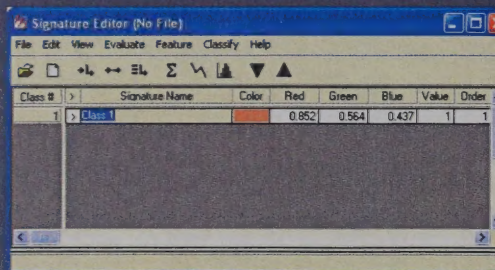 Signature Editor (No File)
File Edit View Evaluate Feature Classify Help
Σ
Class # > Signature Name Color Red Green Blue Value Order
1 > Class 1 0.852 0.564 0.437 1 1